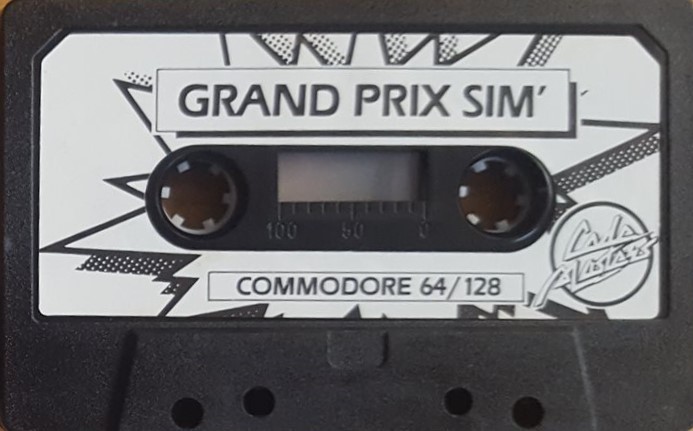 GRAND PRIX SIM'
100 50 0
COMMODORE 64/128
Code
Masters